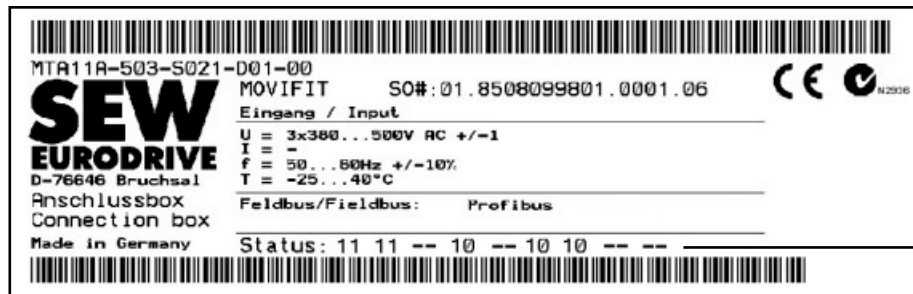 MTA11A-503-S021-D01-00
SEW
EURODRIVE
D-76646 Bruchsal
Anschlussbox
Connection box
Made in Germany
MOVIFIT SO#:01.8508099801.0001.06
Eingang / Input
U = 3x380...500V AC +/-1
I = -
f = 50...60Hz +/-10%
T = -25...40°C
Feldbus/Fieldbus: Profibus
Status: 11 11 -- 10 -- 10 10 -- --
CE
N2936